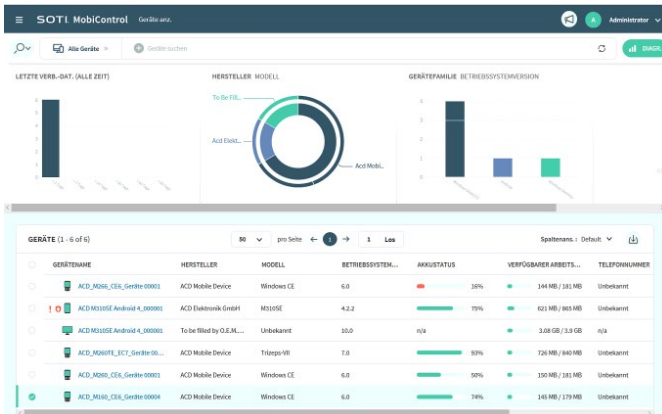 SOTI MobiControl Geräteanz.
A Administrator
Alle Geräte > Geräte suchen DIAGR.
LETZTE VERB.-DAT. (ALLE ZEIT) HERSTELLER MODELL GERÄTEFAMILIE BETRIEBSSYSTEMVERSION
To Be Fill...
Acd Elekt...
Acd Mobi...
GERÄTE (1 - 6 of 6) 50 pro Seite 1 1 Los Spaltenans. : Default
GERÄTENAME HERSTELLER MODELL BETRIEBSSYSTEM... AKKUSTATUS VERFÜGBARER ARBEITS... TELEFONNUMMER
ACD_M266_CE6_Geräte 00001 ACD Mobile Device Windows CE 6.0 16% 144 MB / 181 MB Unbekannt
ACD M310SE Android 4_000001 ACD Elektronik GmbH M310SE 4.2.2 75% 621 MB / 865 MB Unbekannt
ACD M310SE Android 4_000001 To be filled by O.E.M.... Unbekannt 10.0 n/a 3.08 GB / 3.9 GB n/a
ACD_M260TE_EC7_Geräte 00... ACD Mobile Device Trizeps-VII 7.0 93% 726 MB / 840 MB Unbekannt
ACD_M260_CE6_Geräte 00001 ACD Mobile Device Windows CE 6.0 50% 150 MB / 181 MB Unbekannt
ACD_M160_CE6_Geräte 00004 ACD Mobile Device Windows CE 6.0 74% 145 MB / 179 MB Unbekannt